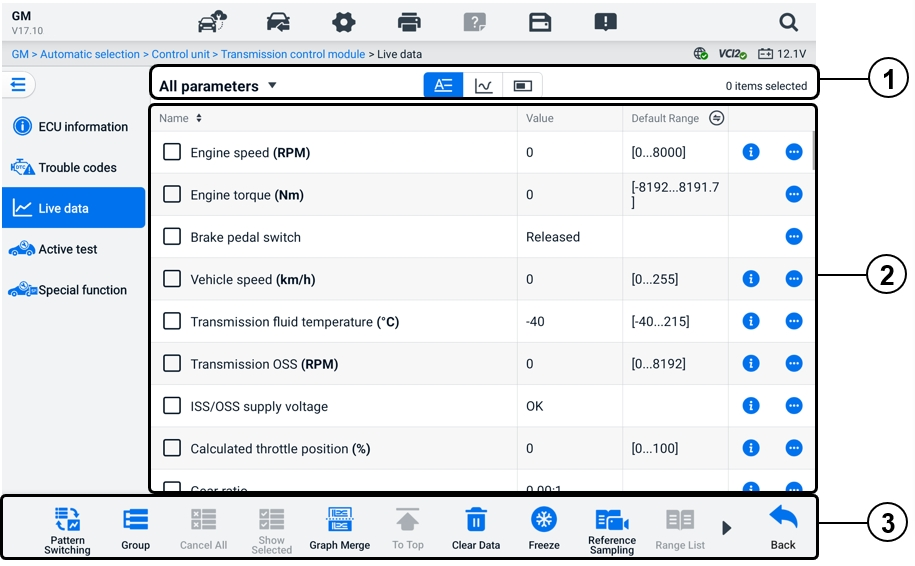 GM
V17.10
GM > Automatic selection > Control unit > Transmission control module > Live data
VCI2 12.1V
All parameters 0 items selected
1
ECU information
Trouble codes
Live data
Active test
Special function
Name Value Default Range
Engine speed (RPM) 0 [0...8000]
Engine torque (Nm) 0 [-8192...8191.7
]
Brake pedal switch Released
Vehicle speed (km/h) 0 [0...255]
2
Transmission fluid temperature (°C) -40 [-40...215]
Transmission OSS (RPM) 0 [0...8192]
ISS/OSS supply voltage OK
Calculated throttle position (%) 0 [0...100]
Gear ratio 0.00:1
Pattern
Switching
Group
Cancel All
Show
Selected
Graph Merge
To Top
Clear Data
Freeze
Reference
Sampling
Range List
Back
3